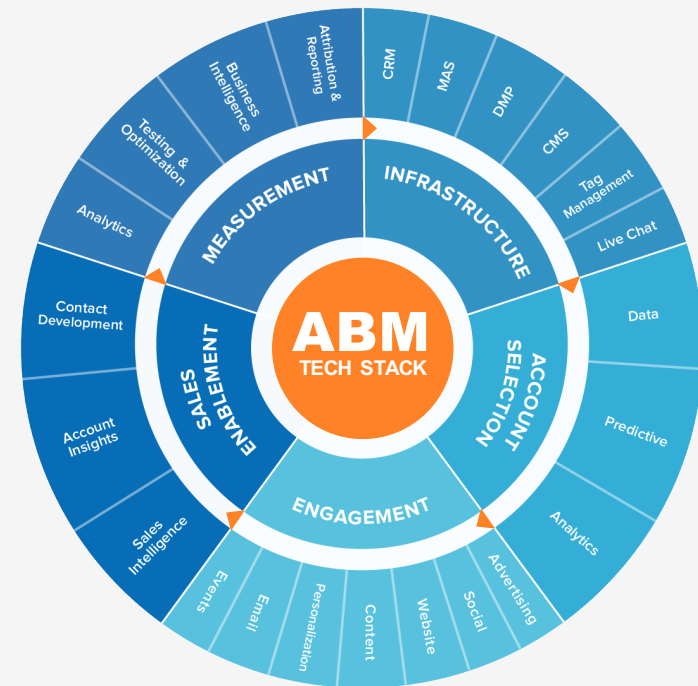 ABM
TECH STACK
INFRASTRUCTURE
CRM
MAS
DMP
CMS
Tag
Management
Live Chat
ACCOUNT
SELECTION
Data
Predictive
Analytics
ENGAGEMENT
Advertising
Social
Website
Content
Personalization
Email
Events
SALES
ENABLEMENT
Sales
Intelligence
Account
Insights
Contact
Development
MEASUREMENT
Analytics
Testing &
Optimization
Business
Intelligence
Attribution &
Reporting